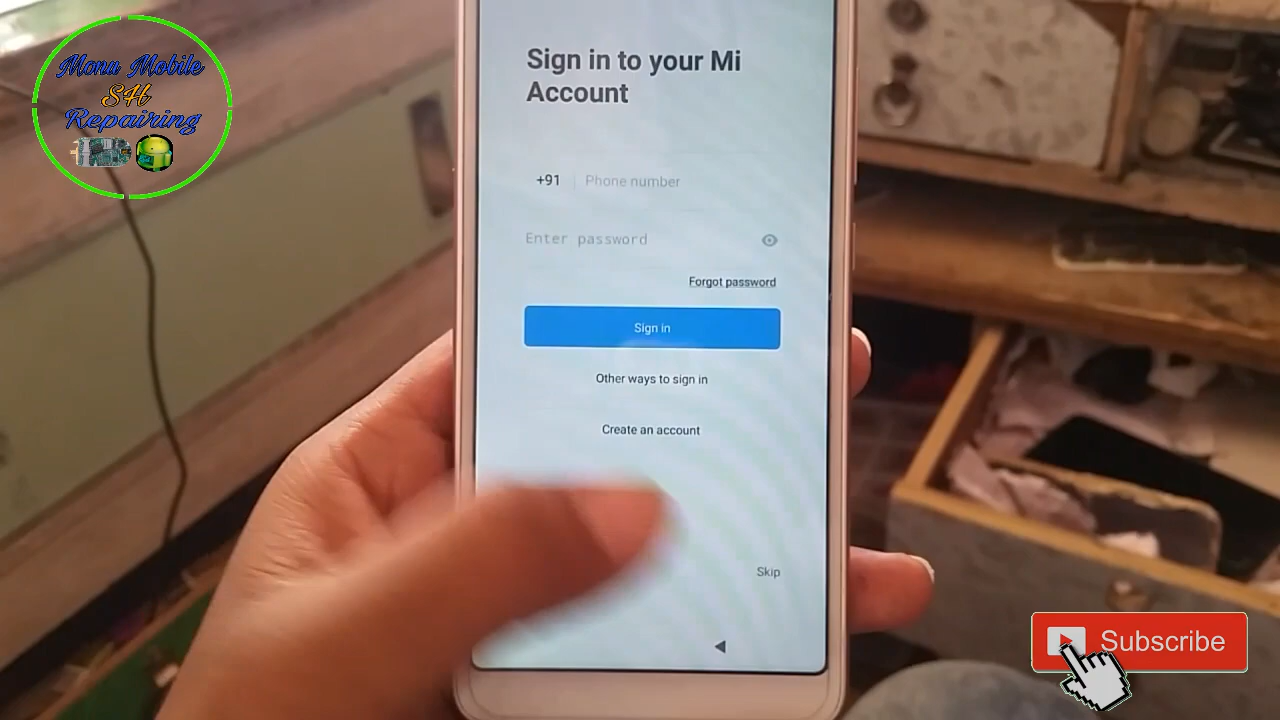 Mona Mobile
SH
Repairing
Sign in to your Mi
Account
+91 Phone number
Enter password
Forgot password
Sign in
Other ways to sign in
Create an account
Skip
Subscribe